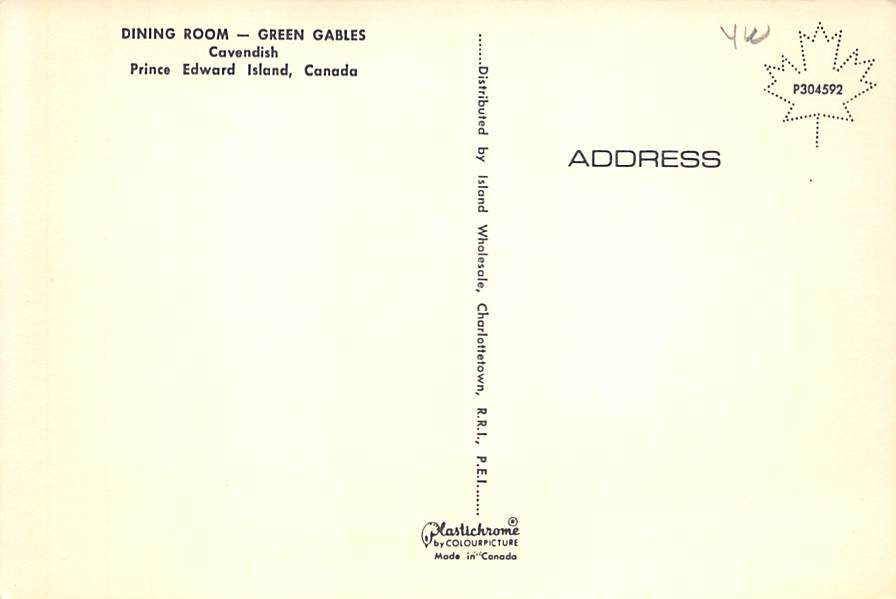 DINING ROOM — GREEN GABLES
Cavendish
Prince Edward Island, Canada
Distributed by Island Wholesale, Charlottetown, R.R.I., P.E.I.
P304592
ADDRESS
Plastichrome®
by COLOURPICTURE
Made in "Canada